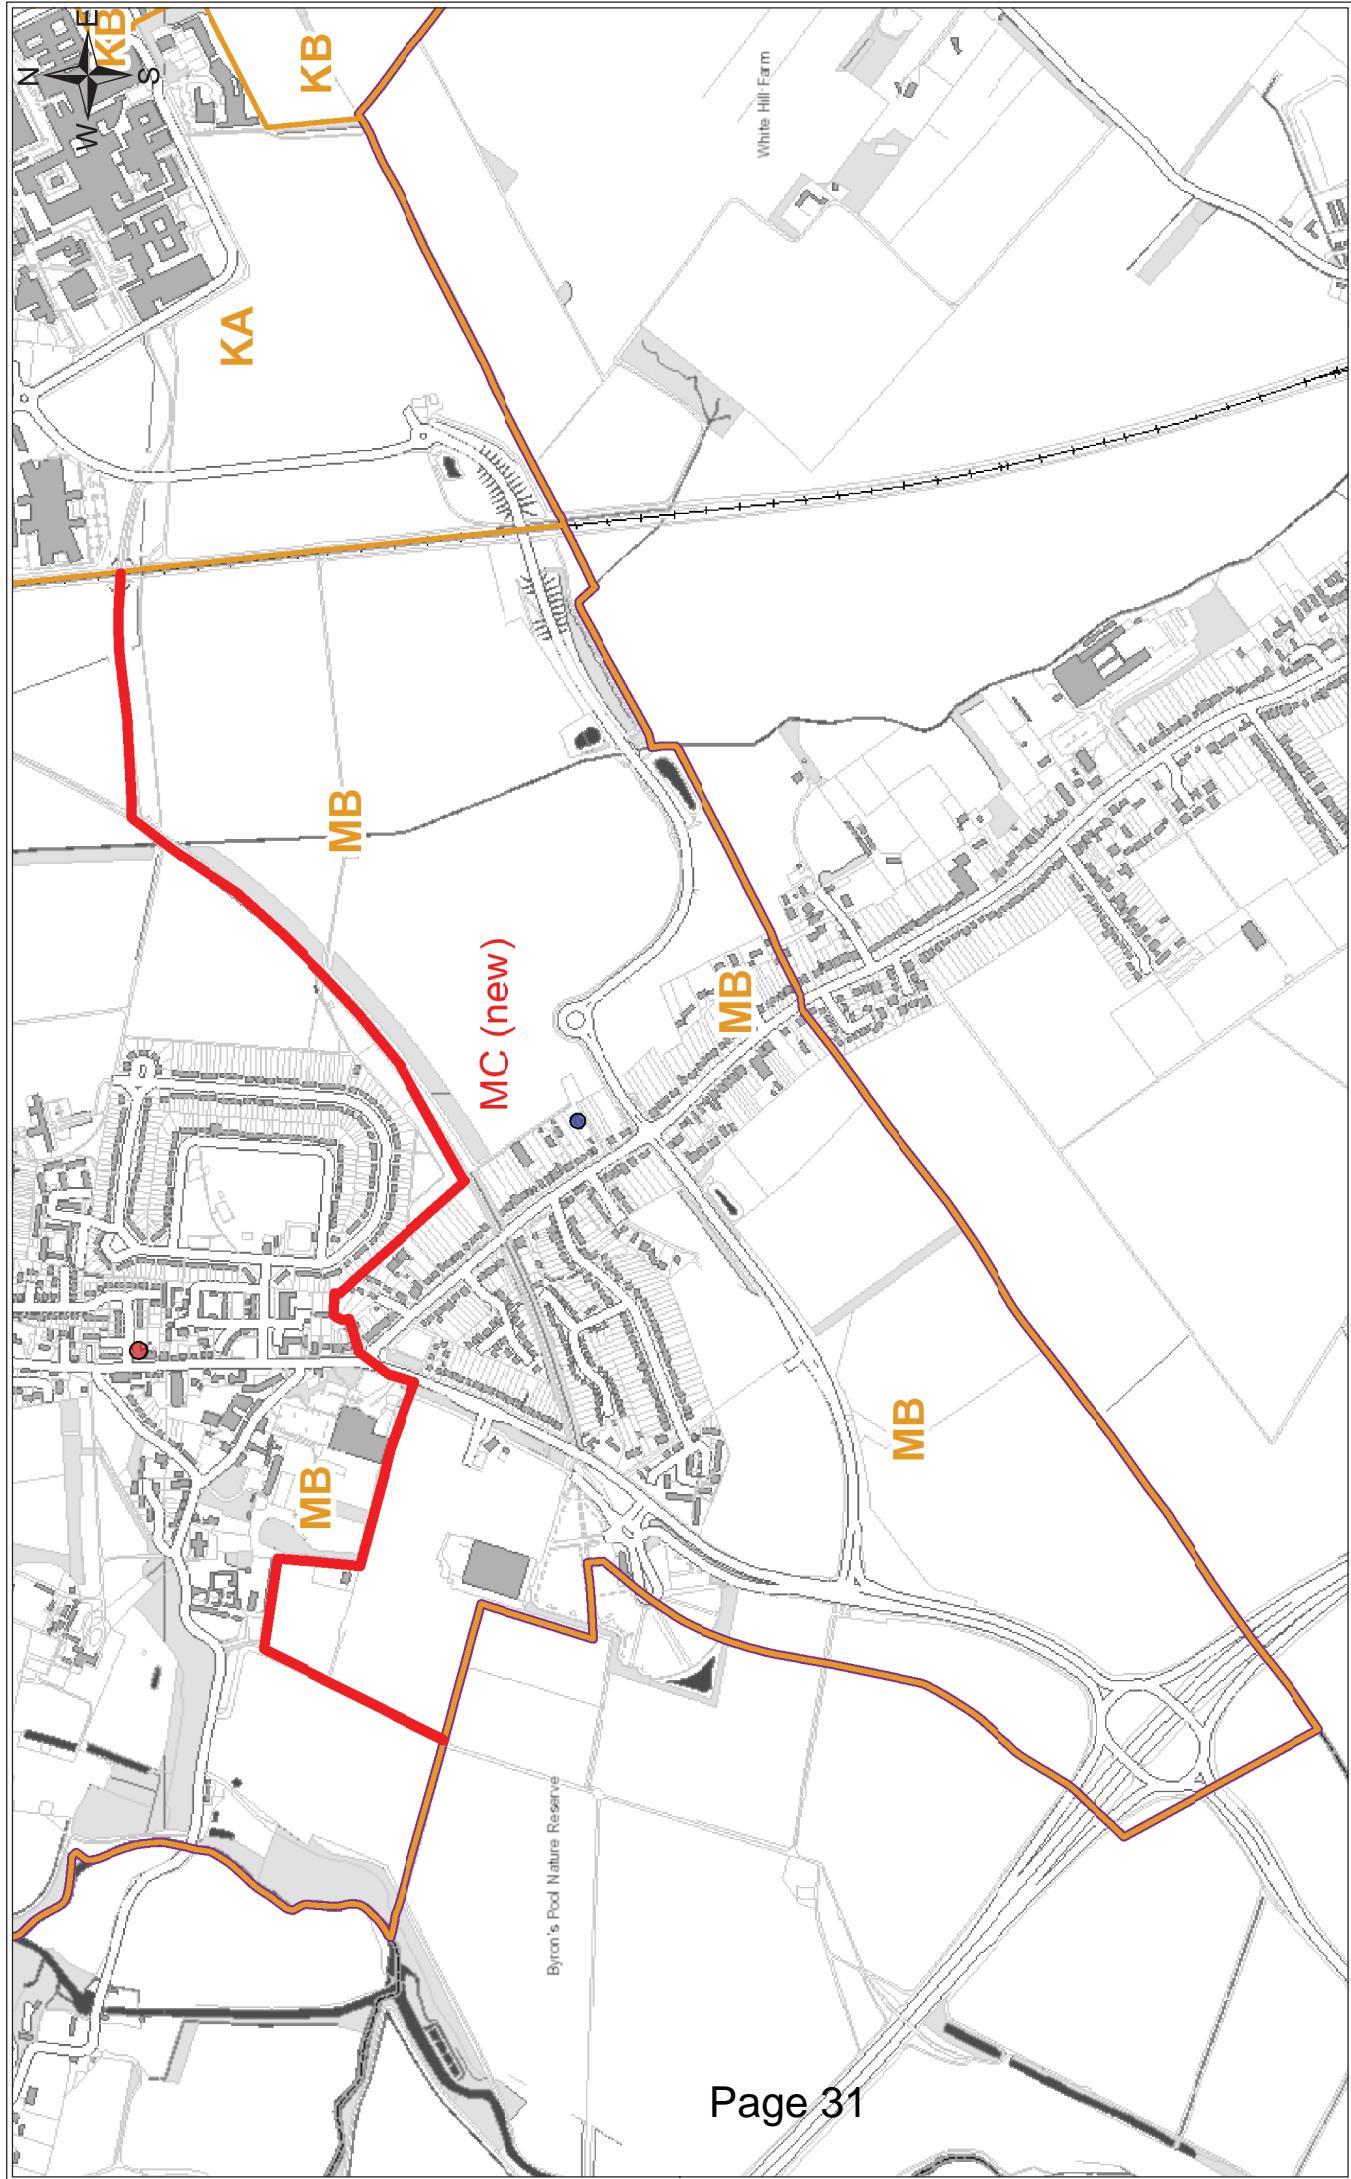 N
E
S
W
KB
KB
KA
White Hill Farm
MB
MC (new)
MB
MB
MB
Byron's Pool Nature Reserve
Page 31